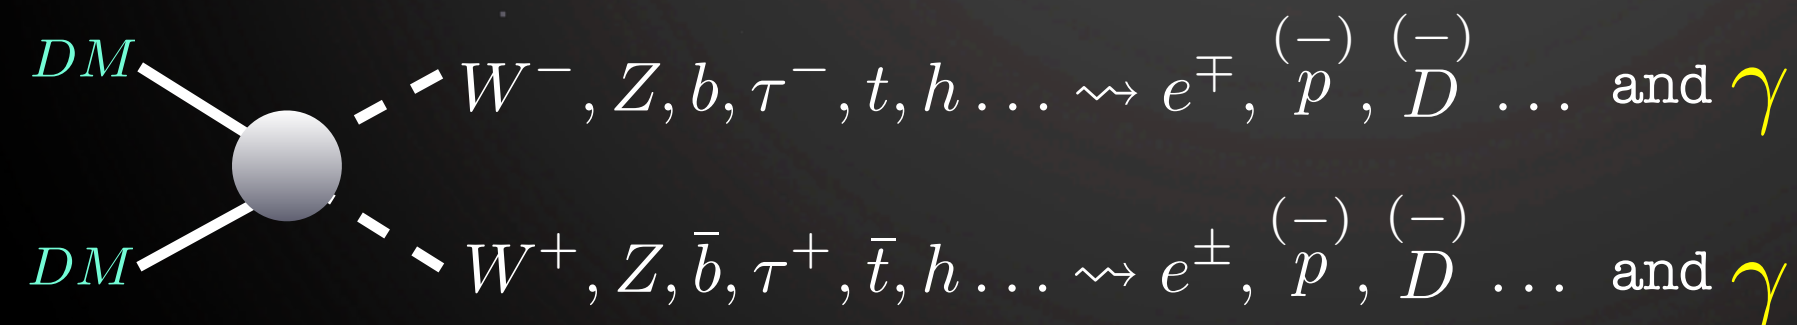 DM W⁻, Z, b, τ⁻, t, h ... ⇝ e^∓, p^(−), D^(−) ... and γ
DM W⁺, Z, b̄, τ⁺, t̄, h ... ⇝ e^±, p^(−), D^(−) ... and γ